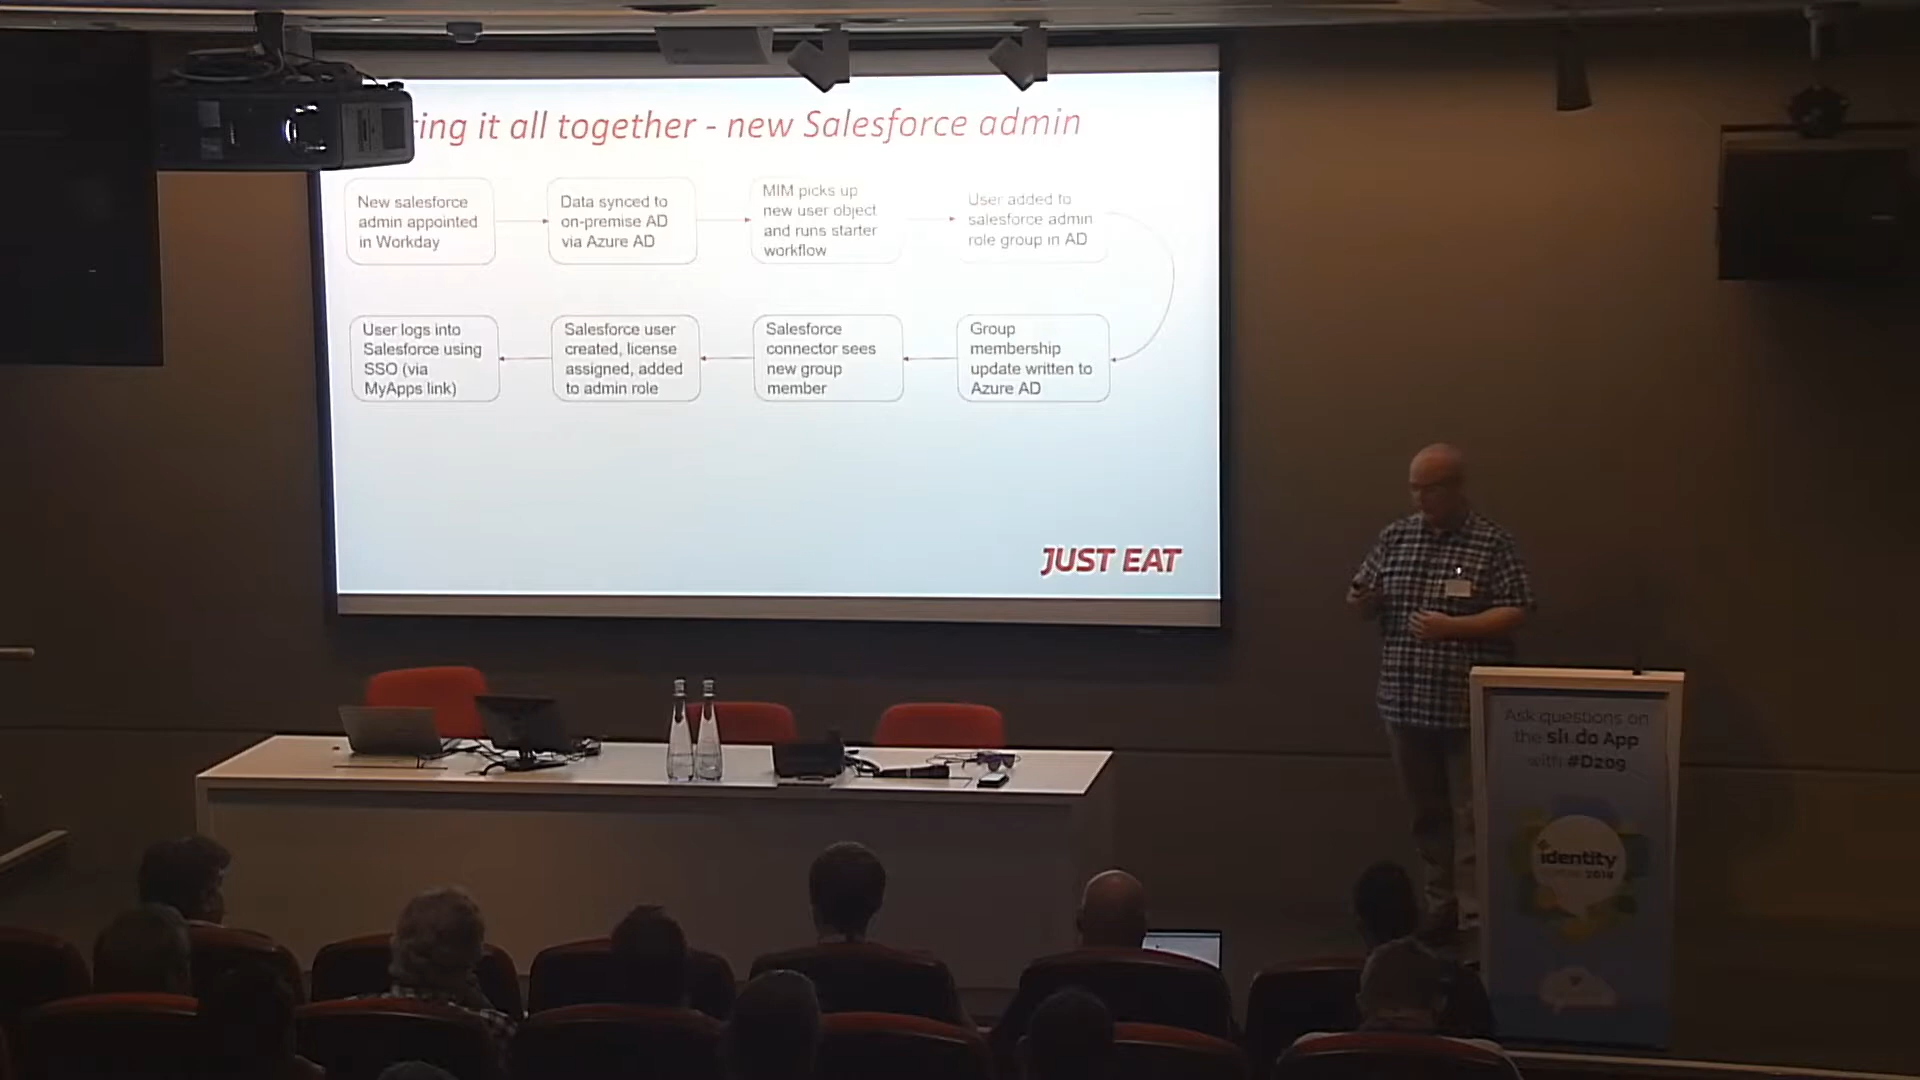 ing it all together - new Salesforce admin
New salesforce
admin appointed
in Workday
Data synced to
on-premise AD
via Azure AD
MIM picks up
new user object
and runs starter
workflow
User added to
salesforce admin
role group in AD
Group
membership
update written to
Azure AD
Salesforce
connector sees
new group
member
Salesforce user
created, license
assigned, added
to admin role
User logs into
Salesforce using
SSO (via
MyApps link)
JUST EAT
Ask questions on
the sli.do App
with #D209
identity